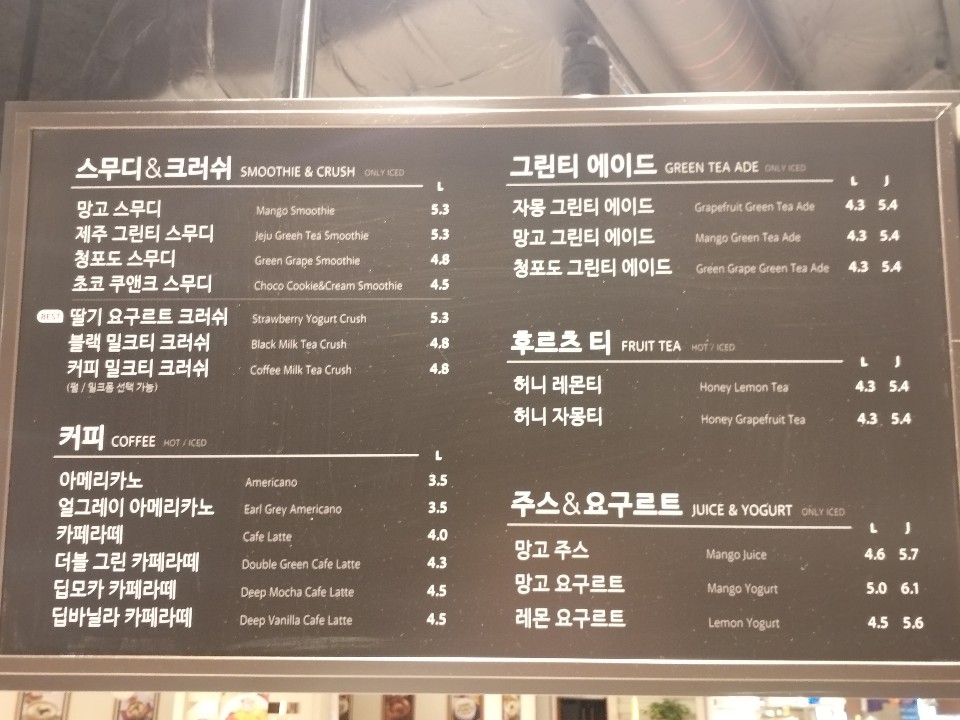 스무디&크러쉬 SMOOTHIE & CRUSH ONLY ICED
L
망고 스무디 Mango Smoothie 5.3
제주 그린티 스무디 Jeju Green Tea Smoothie 5.3
청포도 스무디 Green Grape Smoothie 4.8
초코 쿠앤크 스무디 Choco Cookie&Cream Smoothie 4.5
BEST 딸기 요구르트 크러쉬 Strawberry Yogurt Crush 5.3
블랙 밀크티 크러쉬 Black Milk Tea Crush 4.8
커피 밀크티 크러쉬 Coffee Milk Tea Crush 4.8
(펄 / 밀크폼 선택 가능)
커피 COFFEE HOT / ICED
L
아메리카노 Americano 3.5
얼그레이 아메리카노 Earl Grey Americano 3.5
카페라떼 Cafe Latte 4.0
더블 그린 카페라떼 Double Green Cafe Latte 4.3
딥모카 카페라떼 Deep Mocha Cafe Latte 4.5
딥바닐라 카페라떼 Deep Vanilla Cafe Latte 4.5
그린티 에이드 GREEN TEA ADE ONLY ICED
L J
자몽 그린티 에이드 Grapefruit Green Tea Ade 4.3 5.4
망고 그린티 에이드 Mango Green Tea Ade 4.3 5.4
청포도 그린티 에이드 Green Grape Green Tea Ade 4.3 5.4
후르츠 티 FRUIT TEA HOT / ICED
L J
허니 레몬티 Honey Lemon Tea 4.3 5.4
허니 자몽티 Honey Grapefruit Tea 4.3 5.4
주스&요구르트 JUICE & YOGURT ONLY ICED
L J
망고 주스 Mango Juice 4.6 5.7
망고 요구르트 Mango Yogurt 5.0 6.1
레몬 요구르트 Lemon Yogurt 4.5 5.6